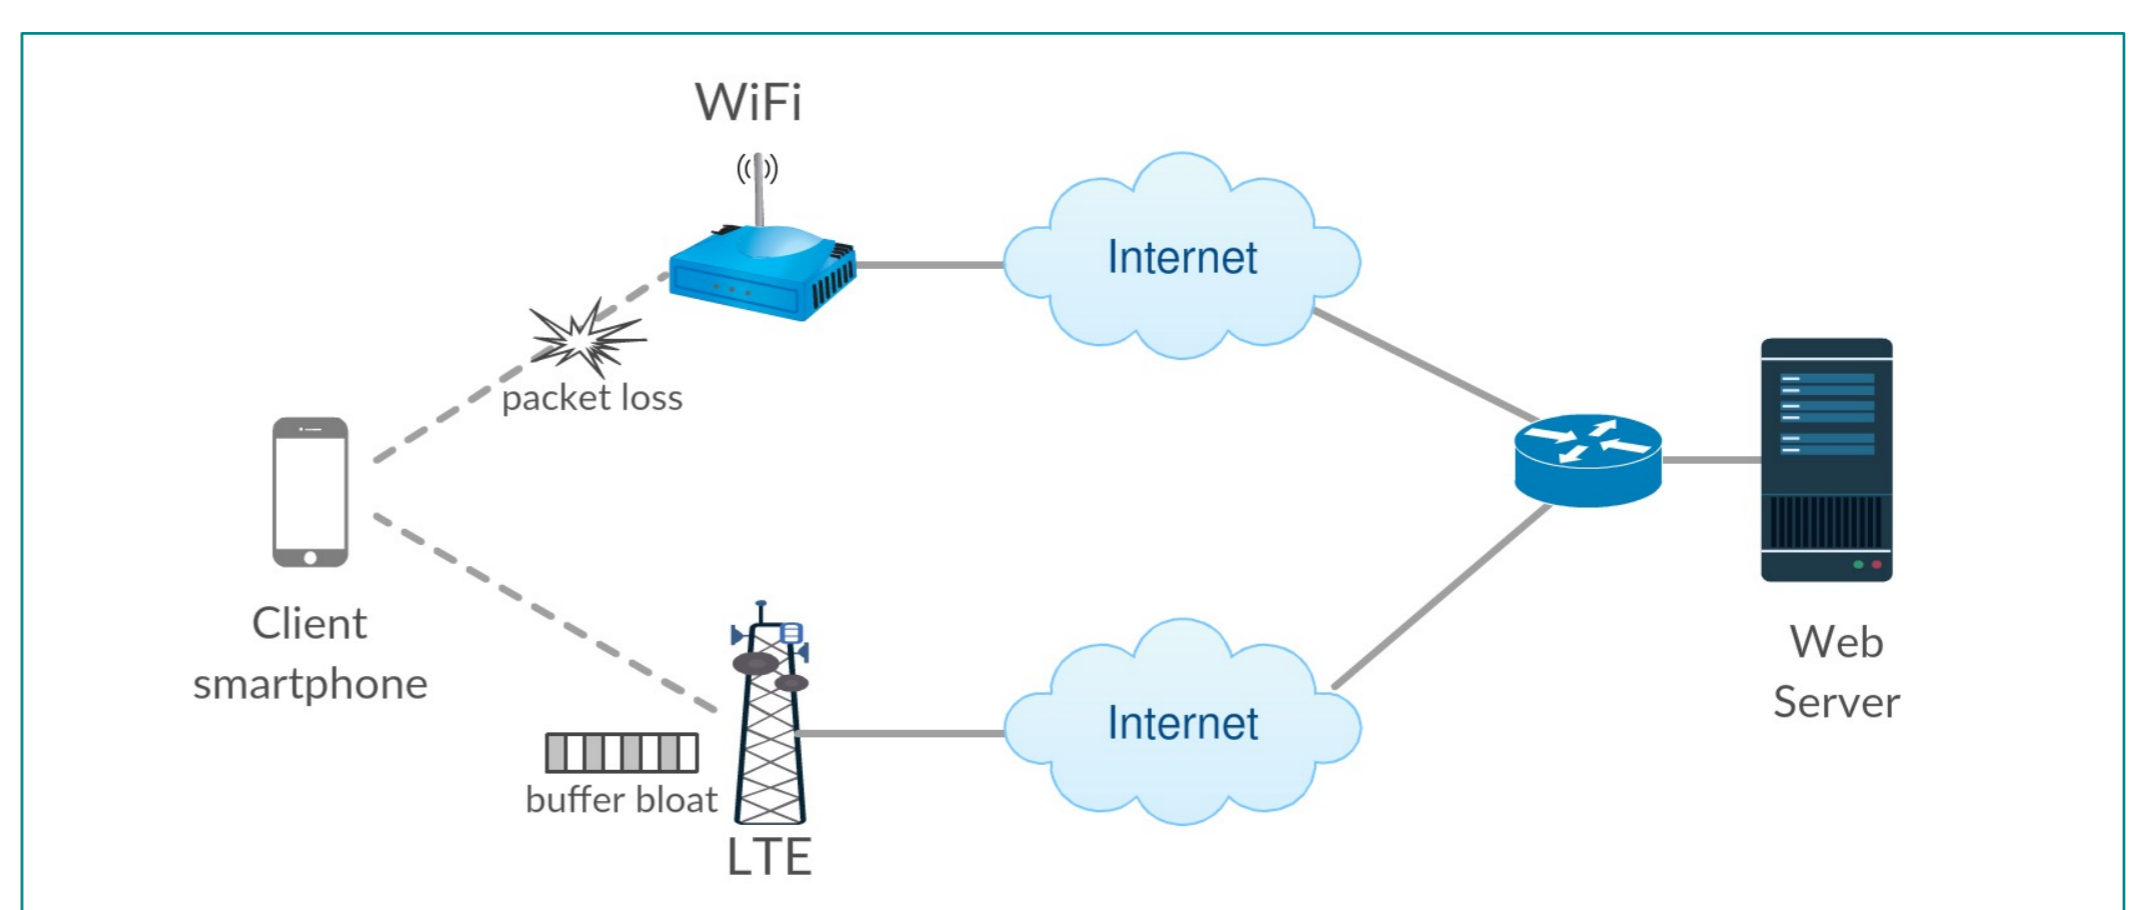 WiFi
Internet
packet loss
Client
smartphone
Web
Server
Internet
buffer bloat
LTE